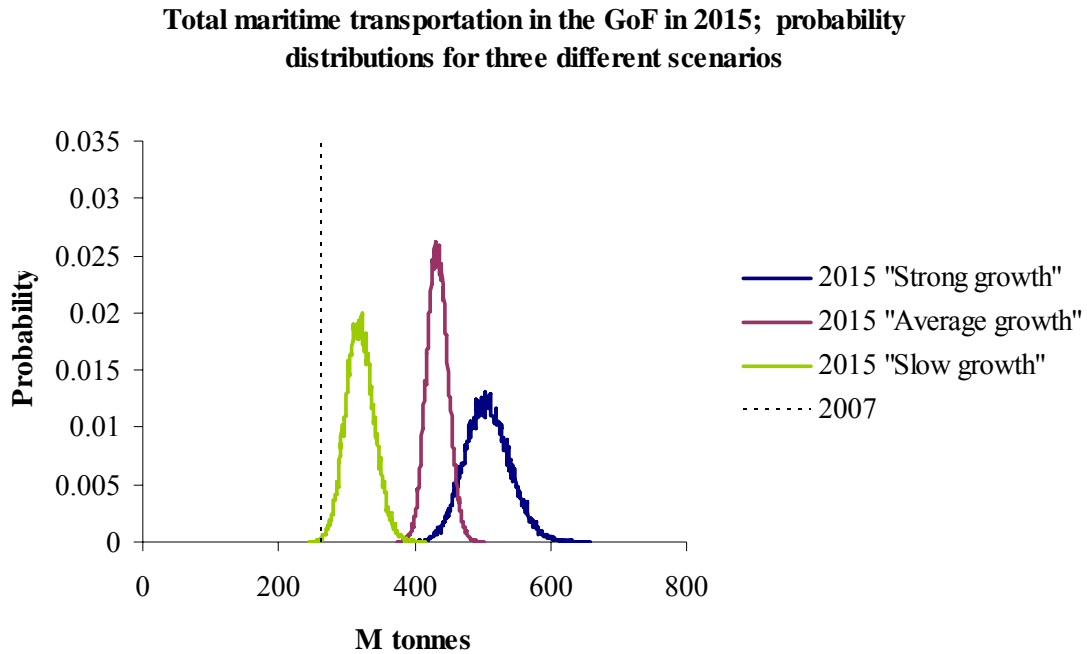 Total maritime transportation in the GoF in 2015;  probability
distributions for three different scenarios
0.035
0.03
0.025
0.02
0.015
0.01
0.005
0
Probability
0
200
400
600
800
M tonnes
2015 "Strong growth"
2015 "Average growth"
2015 "Slow growth"
2007